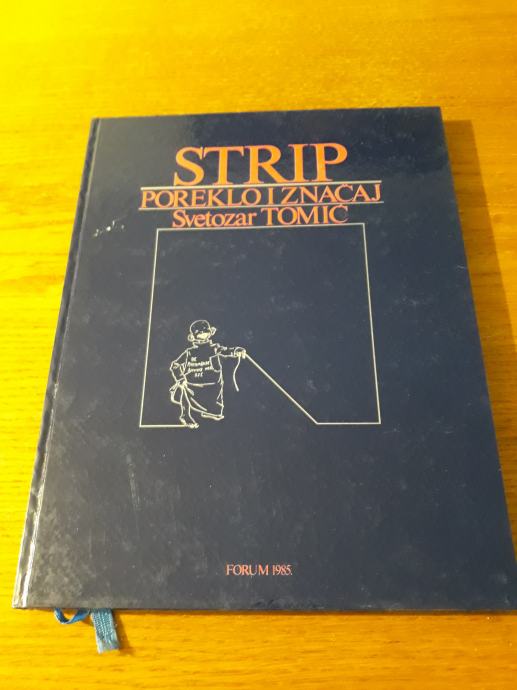 STRIP
POREKLO I ZNAČAJ
Svetozar TOMIĆ
FORUM 1985.